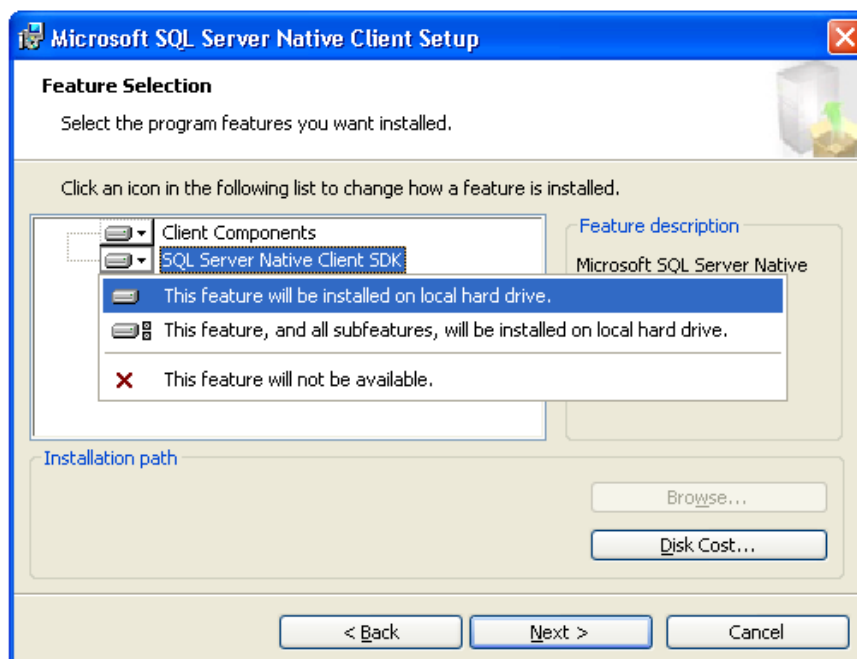 Microsoft SQL Server Native Client Setup
Feature Selection
Select the program features you want installed.
Click an icon in the following list to change how a feature is installed.
Client Components
SQL Server Native Client SDK
Feature description
Microsoft SQL Server Native
This feature will be installed on local hard drive.
This feature, and all subfeatures, will be installed on local hard drive.
This feature will not be available.
Installation path
Browse...
Disk Cost...
< Back
Next >
Cancel